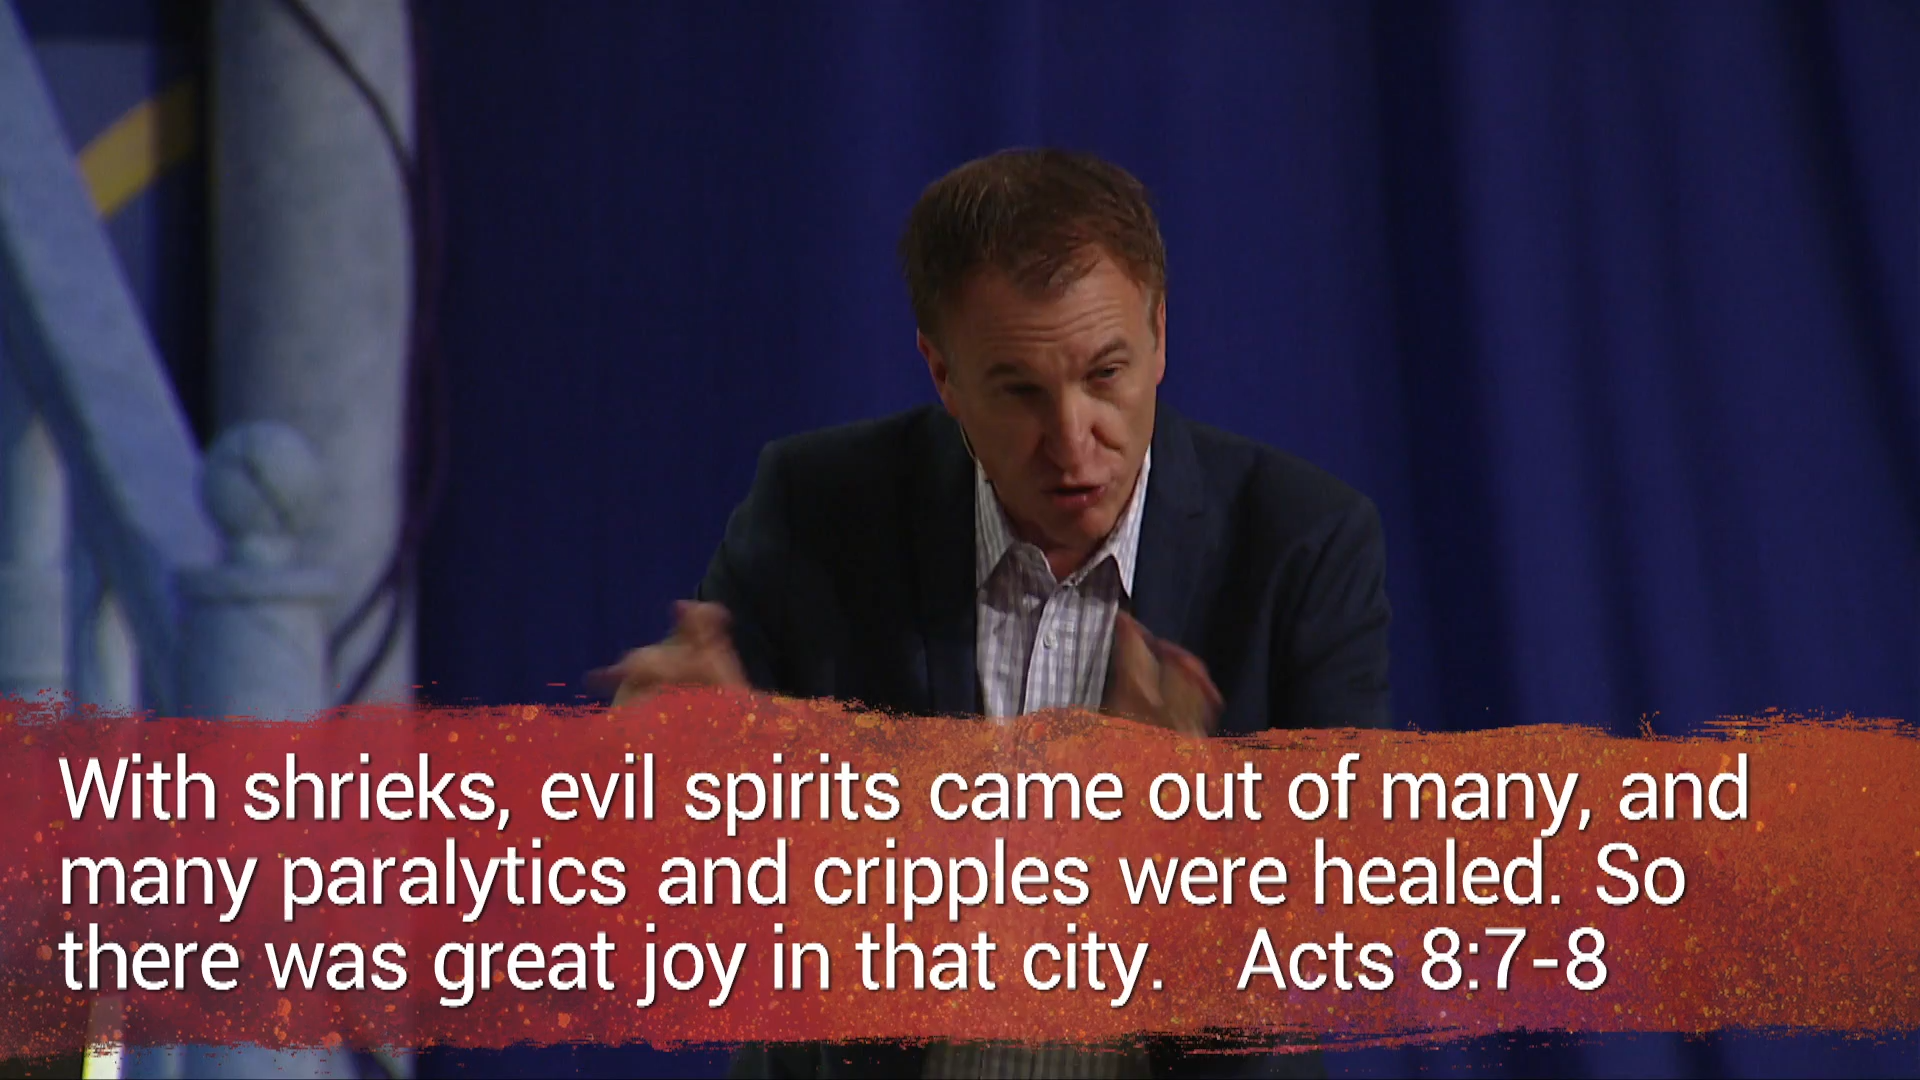 With shrieks, evil spirits came out of many, and
many paralytics and cripples were healed. So
there was great joy in that city. Acts 8:7-8